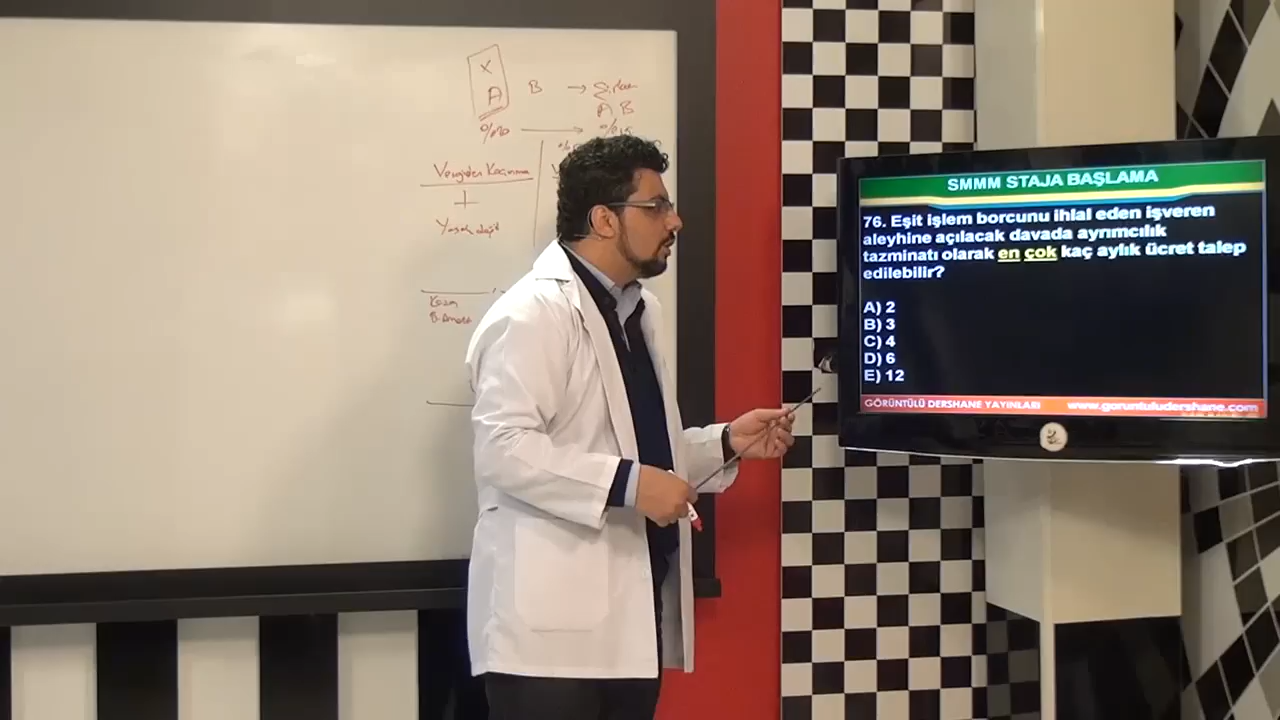 X
A
B
A B
Vergiden Kaçınma
Yasak değil
SMMM STAJA BAŞLAMA
76. Eşit işlem borcunu ihlal eden işveren
aleyhine açılacak davada ayrımcılık
tazminatı olarak en çok kaç aylık ücret talep
edilebilir?
A) 2
B) 3
C) 4
D) 6
E) 12
GÖRÜNTÜLÜ DERSHANE YAYINLARI
www.goruntuludershane.com